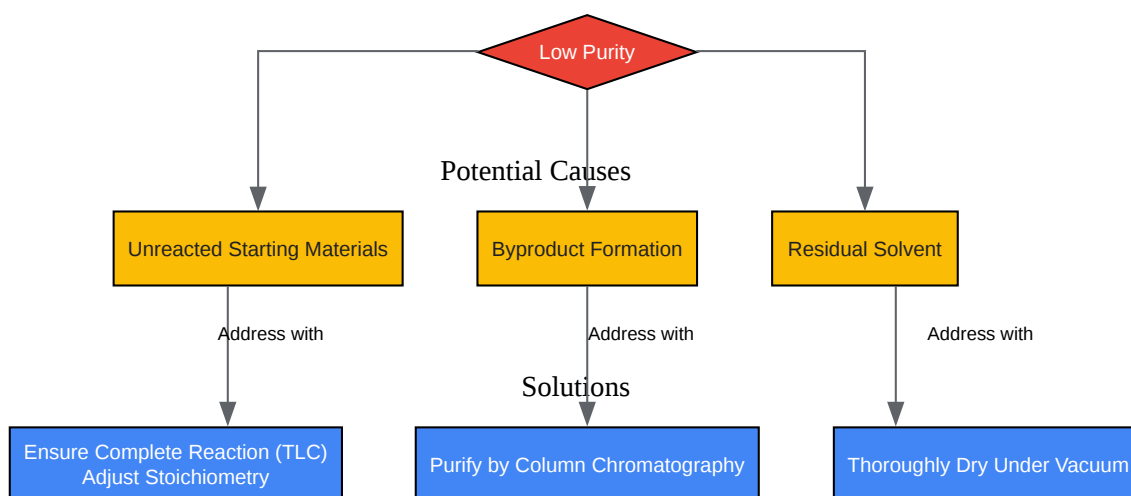 Low Purity
Potential Causes
Unreacted Starting Materials
Byproduct Formation
Residual Solvent
Address with
Address with
Address with
Solutions
Ensure Complete Reaction (TLC)
Adjust Stoichiometry
Purify by Column Chromatography
Thoroughly Dry Under Vacuum